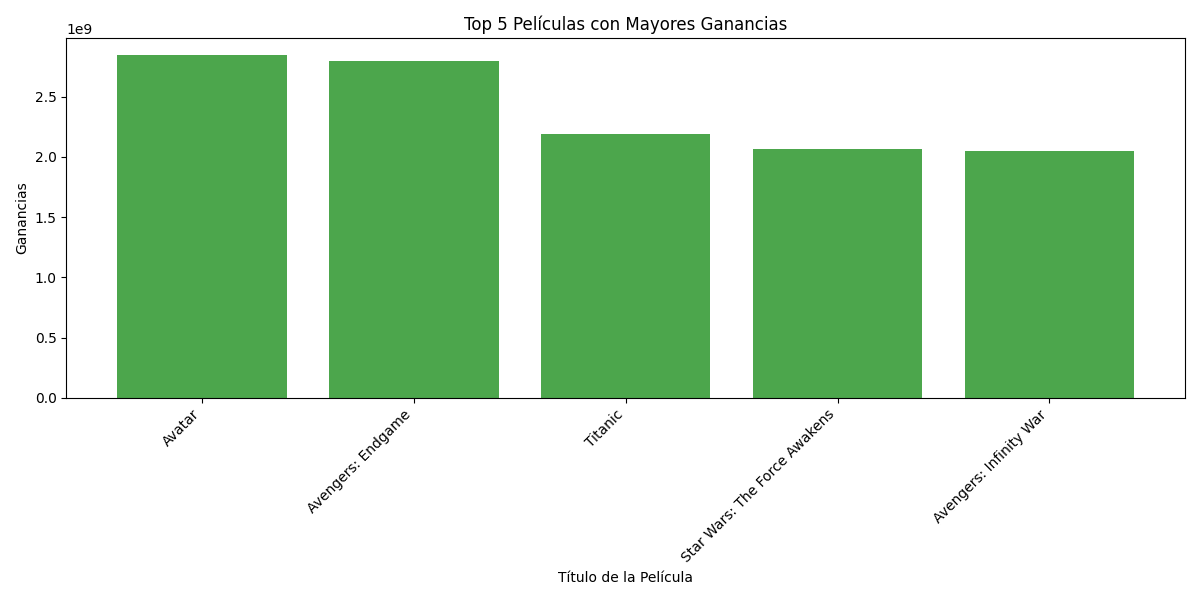 Top 5 Películas con Mayores Ganancias
1e9
2.5
2.0
1.5
1.0
0.5
0.0
Ganancias
Avatar
Avengers: Endgame
Titanic
Star Wars: The Force Awakens
Avengers: Infinity War
Título de la Película